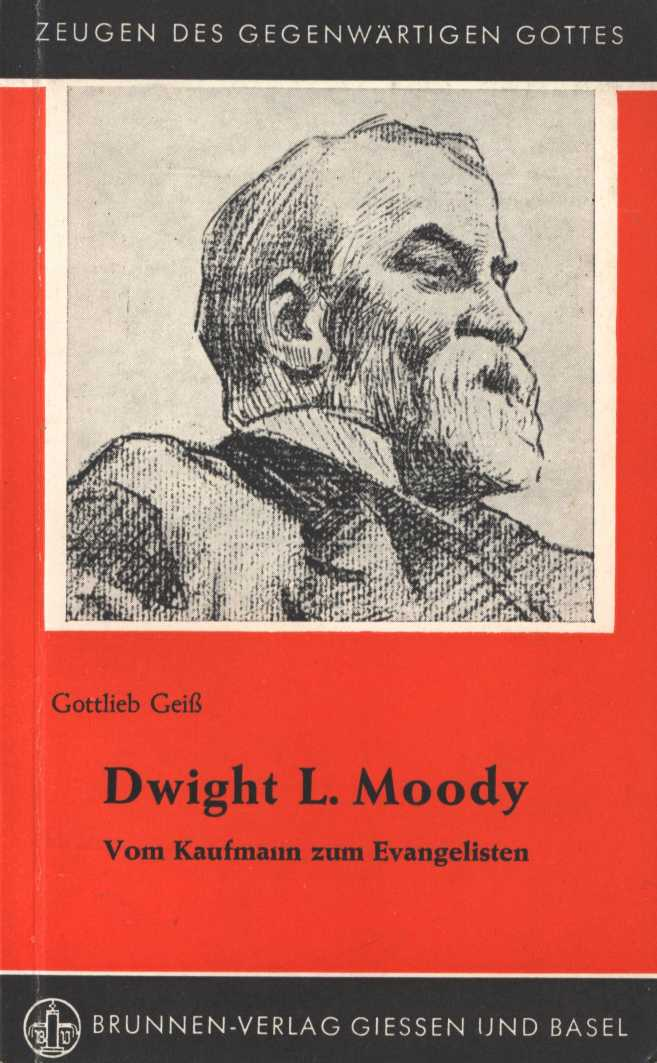 ZEUGEN DES GEGENWÄRTIGEN GOTTES
Gottlieb Geiß
Dwight L. Moody
Vom Kaufmann zum Evangelisten
BRUNNEN-VERLAG GIESSEN UND BASEL